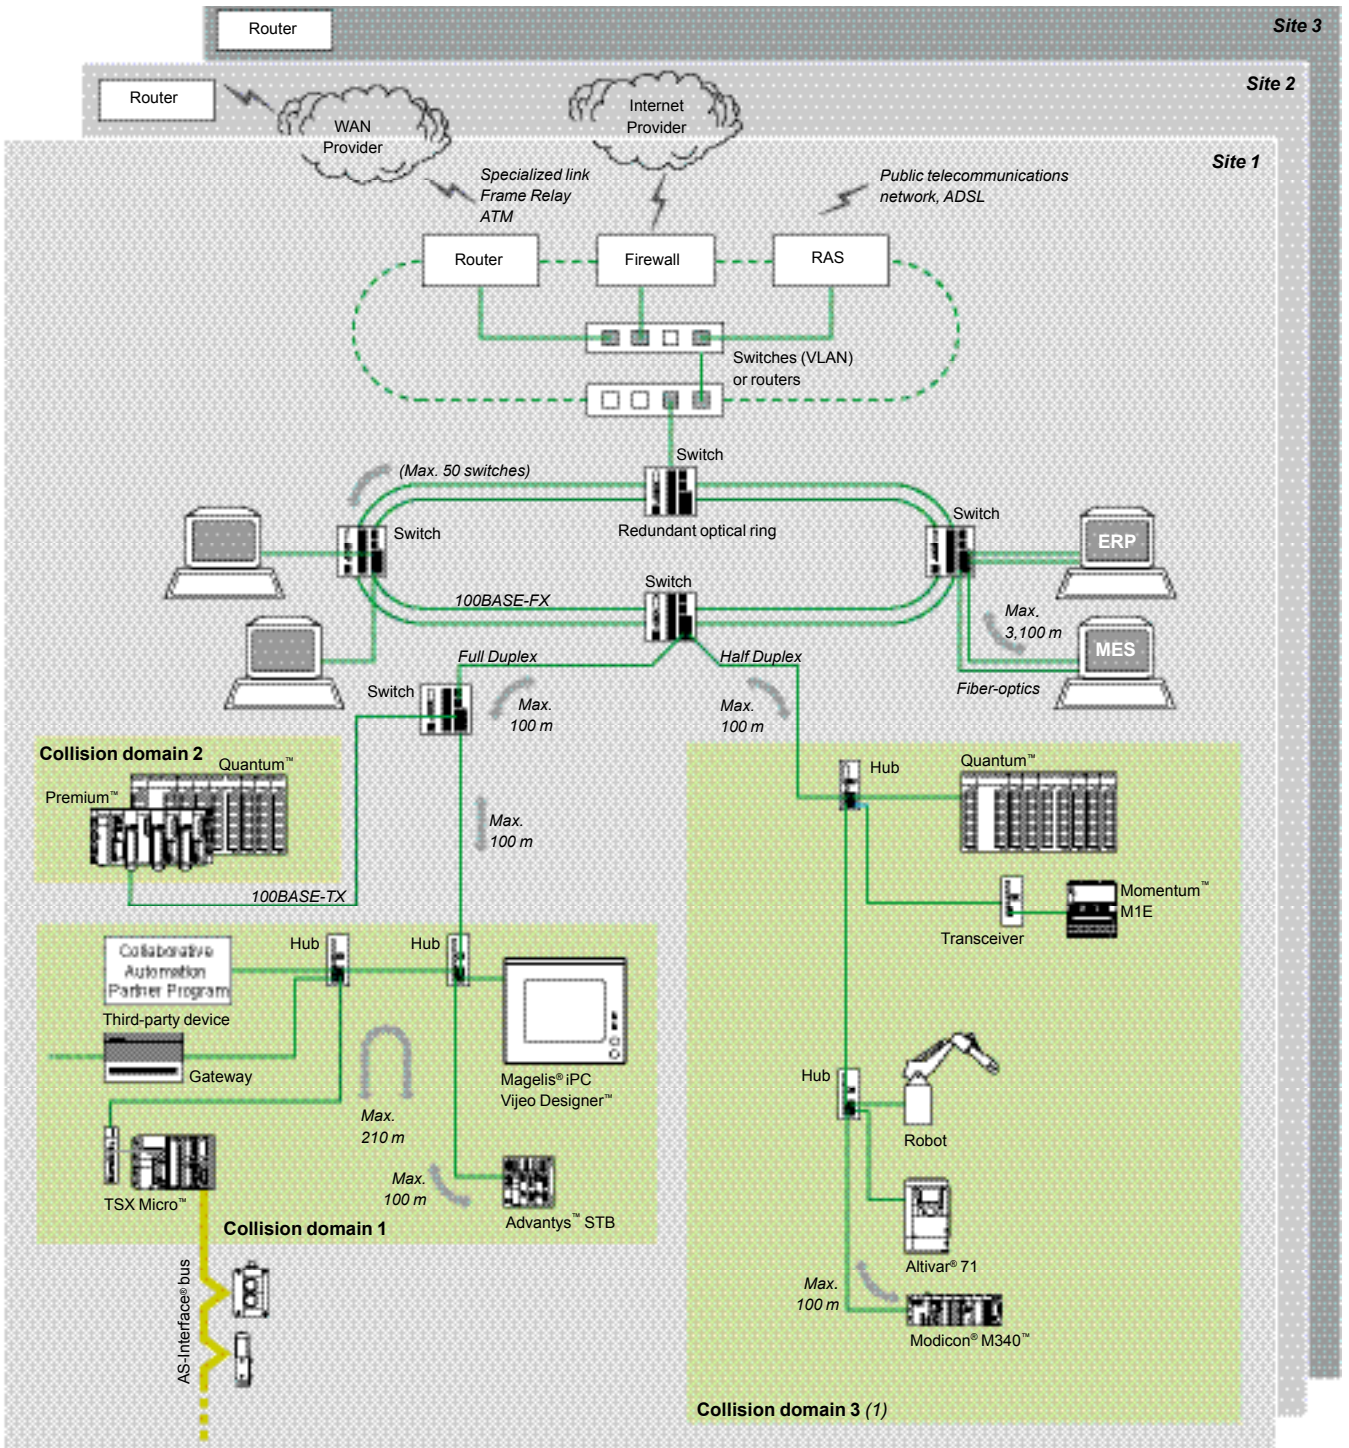 Router
Site 3
Router
Site 2
WAN
Provider
Internet
Provider
Site 1
Specialized link
Frame Relay
ATM
Public telecommunications
network, ADSL
Router
Firewall
RAS
Switches (VLAN)
or routers
Switch
(Max. 50 switches)
Redundant optical ring
Switch
Switch
ERP
Switch
100BASE-FX
Max.
3,100 m
MES
Fiber-optics
Full Duplex
Half Duplex
Switch
Max.
100 m
Max.
100 m
Collision domain 2
Quantum™
Premium™
Max.
100 m
100BASE-TX
Hub
Quantum™
Momentum™
M1E
Transceiver
Collaborative
Automation
Partner Program
Hub
Hub
Third-party device
Gateway
Magelis® iPC
Vijeo Designer™
Max.
210 m
Max.
100 m
TSX Micro™
Advantys™ STB
Collision domain 1
AS-Interface® bus
Hub
Robot
Altivar® 71
Max.
100 m
Modicon® M340™
Collision domain 3 (1)